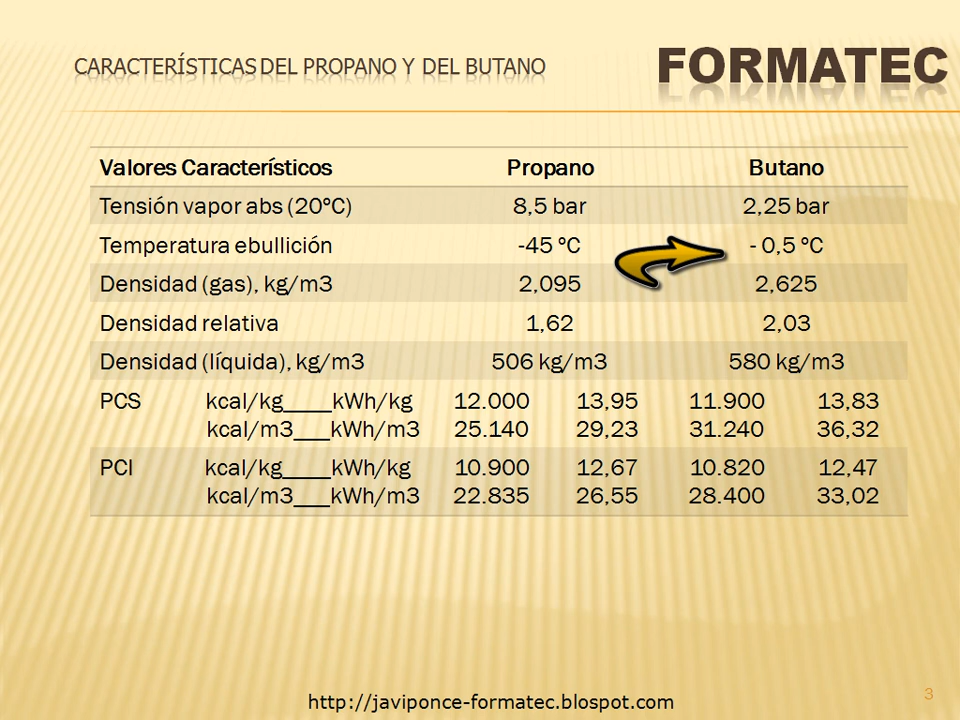 CARACTERÍSTICAS DEL PROPANO Y DEL BUTANO
FORMATEC
Valores Característicos Propano Butano
Tensión vapor abs (20ºC) 8,5 bar 2,25 bar
Temperatura ebullición -45 ºC - 0,5 ºC
Densidad (gas), kg/m3 2,095 2,625
Densidad relativa 1,62 2,03
Densidad (líquida), kg/m3 506 kg/m3 580 kg/m3
PCS kcal/kg____kWh/kg 12.000 13,95 11.900 13,83
kcal/m3___kWh/m3 25.140 29,23 31.240 36,32
PCI kcal/kg____kWh/kg 10.900 12,67 10.820 12,47
kcal/m3___kWh/m3 22.835 26,55 28.400 33,02
http://javiponce-formatec.blospot.com
3